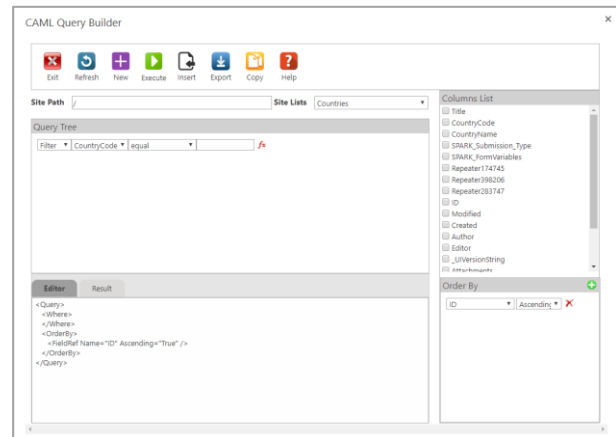 CAML Query Builder
×
Exit Refresh New Execute Insert Export Copy Help
Site Path / Site Lists Countries
Columns List
Title
CountryCode
CountryName
SPARK_Submission_Type
SPARK_FormVariables
Repeater174745
Repeater398206
Repeater283747
ID
Modified
Created
Author
Editor
_UIVersionString
Attachments
Query Tree
Filter CountryCode equal fx
Editor Result
<Query>
<Where>
</Where>
<OrderBy>
<FieldRef Name="ID" Ascending="True" />
</OrderBy>
</Query>
Order By
ID Ascending